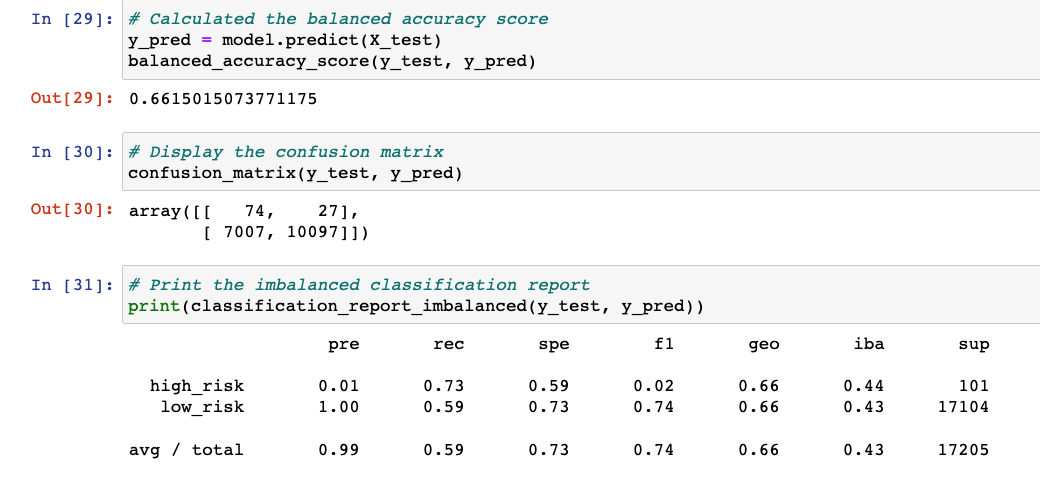 In [29]: # Calculated the balanced accuracy score
y_pred = model.predict(X_test)
balanced_accuracy_score(y_test, y_pred)
Out[29]: 0.6615015073771175
In [30]: # Display the confusion matrix
confusion_matrix(y_test, y_pred)
Out[30]: array([[   74,    27],
       [ 7007, 10097]])
In [31]: # Print the imbalanced classification report
print(classification_report_imbalanced(y_test, y_pred))
pre rec spe f1 geo iba sup
high_risk 0.01 0.73 0.59 0.02 0.66 0.44 101
low_risk 1.00 0.59 0.73 0.74 0.66 0.43 17104
avg / total 0.99 0.59 0.73 0.74 0.66 0.43 17205